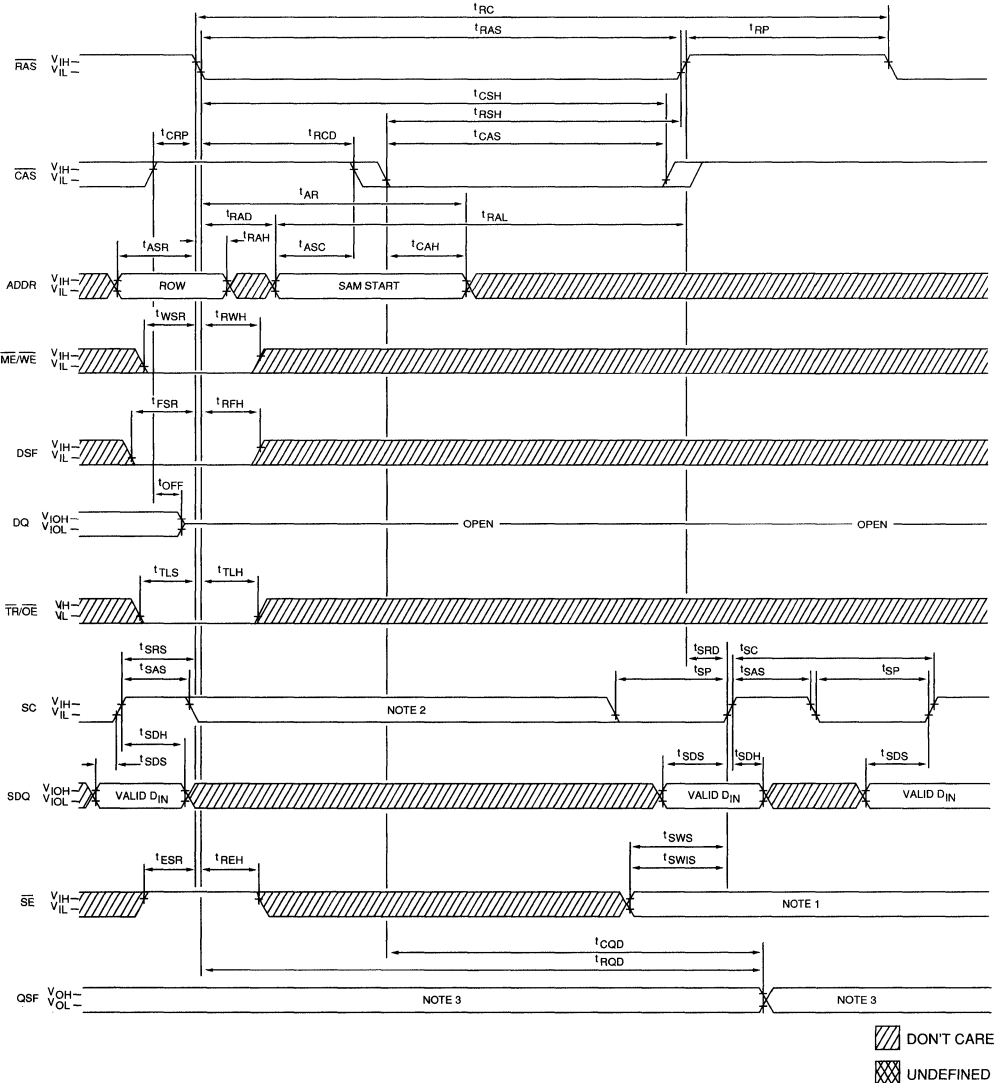 tRC
tRAS
tRP
RAS VIH VIL
tCSH
tRSH
tCRP tRCD tCAS
CAS VIH VIL
tAR
tRAD tRAL
tASR tRAH tASC tCAH
ADDR VIH VIL ROW SAM START
tWSR tRWH
ME/WE VIH VIL
tFSR tRFH
DSF VIH VIL
tOFF
DQ VIOH VIOL OPEN OPEN
tTLS tTLH
TR/OE VIH VIL
tSRS tSRD tSC
tSAS tSP tSAS tSP
SC VIH VIL NOTE 2
tSDH
tSDS tSDS tSDH tSDS
SDQ VIOH VIOL VALID DIN VALID DIN VALID DIN
tSWS
tESR tREH tSWIS
SE VIH VIL NOTE 1
tCQD
tRQD
QSF VOH VOL NOTE 3 NOTE 3
DON'T CARE
UNDEFINED